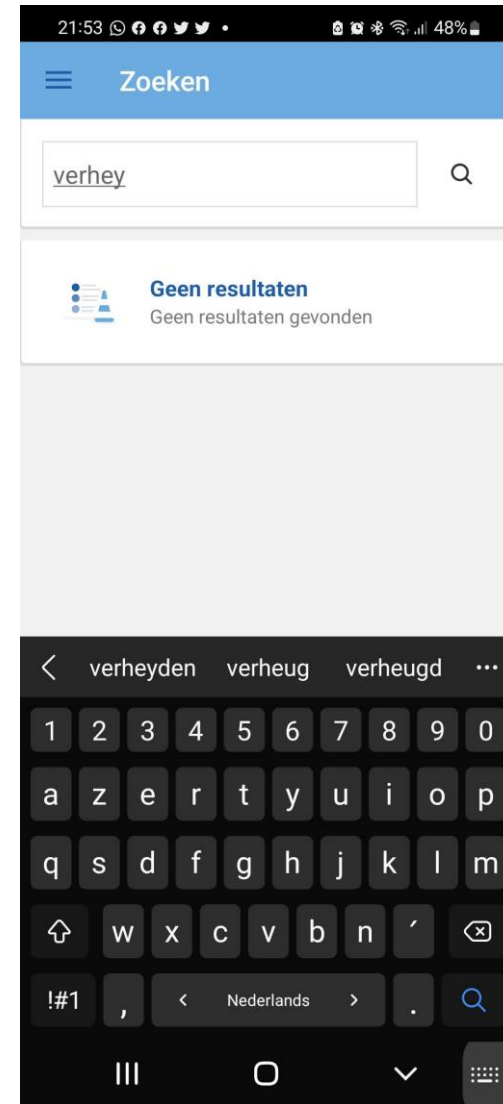 21:53 48%
Zoeken
verhey
Geen resultaten
Geen resultaten gevonden
verheyden verheug verheugd
1 2 3 4 5 6 7 8 9 0
a z e r t y u i o p
q s d f g h j k l m
w x c v b n ´
!#1 , < Nederlands > .